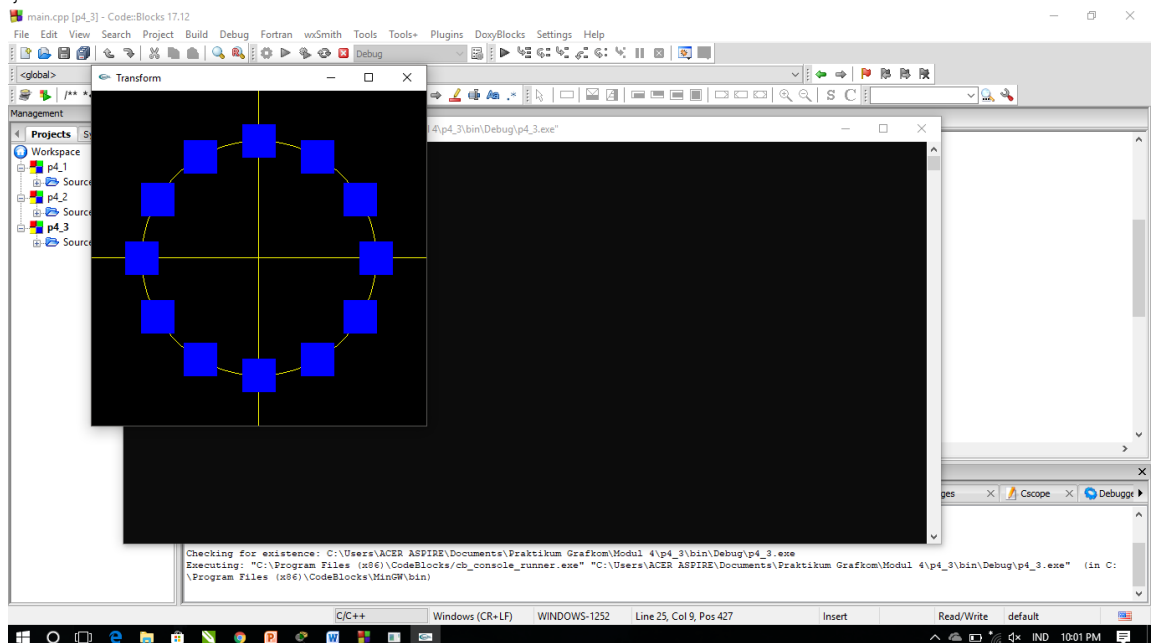 main.cpp [p4_3] - Code::Blocks 17.12
File Edit View Search Project Build Debug Fortran wxSmith Tools Tools+ Plugins DoxyBlocks Settings Help
Debug
<global>
Transform
/** *
S C
Management
Projects
4\p4_3\bin\Debug\p4_3.exe"
Workspace
p4_1
Source
p4_2
Source
p4_3
Source
ges
Cscope
Debugge
Checking for existence: C:\Users\ACER ASPIRE\Documents\Praktikum Grafkom\Modul 4\p4_3\bin\Debug\p4_3.exe
Executing: "C:\Program Files (x86)\CodeBlocks/cb_console_runner.exe" "C:\Users\ACER ASPIRE\Documents\Praktikum Grafkom\Modul 4\p4_3\bin\Debug\p4_3.exe" (in C:
\Program Files (x86)\CodeBlocks\MinGW\bin)
C/C++ Windows (CR+LF) WINDOWS-1252 Line 25, Col 9, Pos 427 Insert Read/Write default
IND 10:01 PM